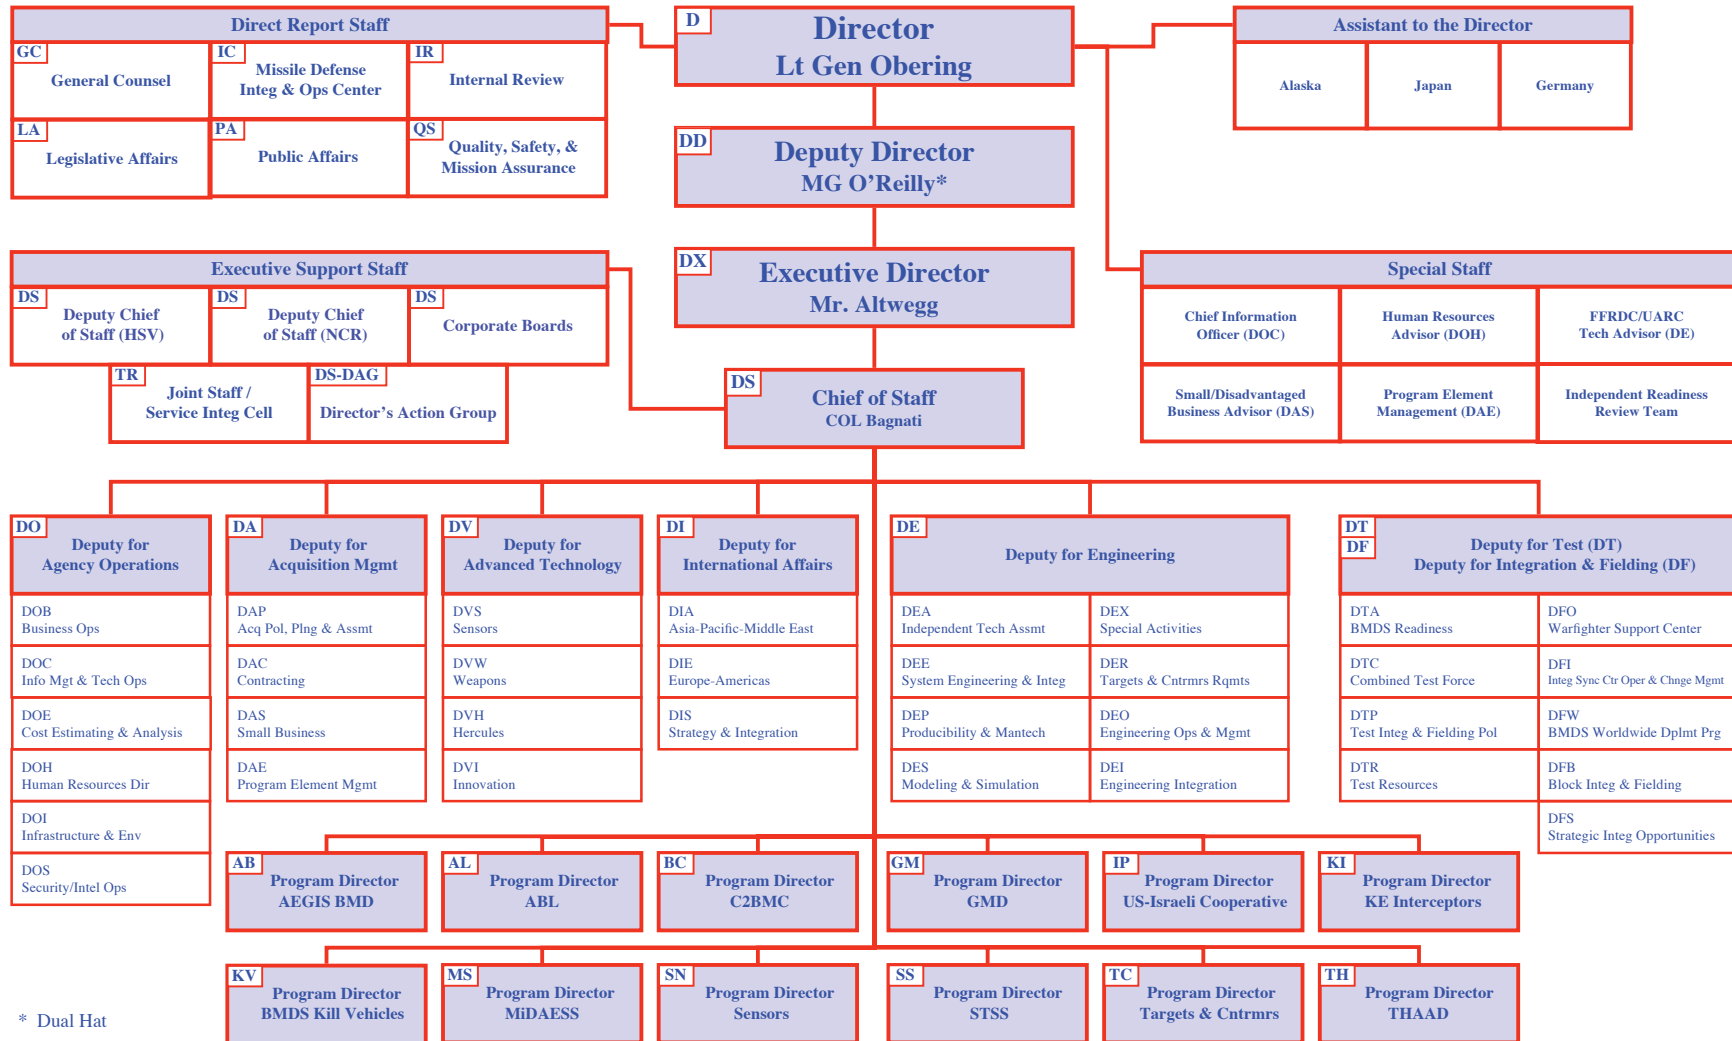 Direct Report Staff
GC
General Counsel
IC
Missile Defense
Integ & Ops Center
IR
Internal Review
LA
Legislative Affairs
PA
Public Affairs
QS
Quality, Safety, &
Mission Assurance
D
Director
Lt Gen Obering
Assistant to the Director
Alaska
Japan
Germany
DD
Deputy Director
MG O'Reilly*
DX
Executive Director
Mr. Altwegg
Executive Support Staff
DS
Deputy Chief
of Staff (HSV)
DS
Deputy Chief
of Staff (NCR)
DS
Corporate Boards
TR
Joint Staff /
Service Integ Cell
DS-DAG
Director's Action Group
DS
Chief of Staff
COL Bagnati
Special Staff
Chief Information
Officer (DOC)
Human Resources
Advisor (DOH)
FFRDC/UARC
Tech Advisor (DE)
Small/Disadvantaged
Business Advisor (DAS)
Program Element
Management (DAE)
Independent Readiness
Review Team
DO
Deputy for
Agency Operations
DOB
Business Ops
DOC
Info Mgt & Tech Ops
DOE
Cost Estimating & Analysis
DOH
Human Resources Dir
DOI
Infrastructure & Env
DOS
Security/Intel Ops
DA
Deputy for
Acquisition Mgmt
DAP
Acq Pol, Plng & Assmt
DAC
Contracting
DAS
Small Business
DAE
Program Element Mgmt
DV
Deputy for
Advanced Technology
DVS
Sensors
DVW
Weapons
DVH
Hercules
DVI
Innovation
DI
Deputy for
International Affairs
DIA
Asia-Pacific-Middle East
DIE
Europe-Americas
DIS
Strategy & Integration
DE
Deputy for Engineering
DEA
Independent Tech Assmt
DEE
System Engineering & Integ
DEP
Producibility & Mantech
DES
Modeling & Simulation
DEX
Special Activities
DER
Targets & Cntrmrs Rqmts
DEO
Engineering Ops & Mgmt
DEI
Engineering Integration
DT
DF
Deputy for Test (DT)
Deputy for Integration & Fielding (DF)
DTA
BMDS Readiness
DTC
Combined Test Force
DTP
Test Integ & Fielding Pol
DTR
Test Resources
DFO
Warfighter Support Center
DFI
Integ Sync Ctr Oper & Chnge Mgmt
DFW
BMDS Worldwide Dplmt Prg
DFB
Block Integ & Fielding
DFS
Strategic Integ Opportunities
AB
Program Director
AEGIS BMD
AL
Program Director
ABL
BC
Program Director
C2BMC
GM
Program Director
GMD
IP
Program Director
US-Israeli Cooperative
KI
Program Director
KE Interceptors
KV
Program Director
BMDS Kill Vehicles
MS
Program Director
MiDAESS
SN
Program Director
Sensors
SS
Program Director
STSS
TC
Program Director
Targets & Cntrmrs
TH
Program Director
THAAD
* Dual Hat